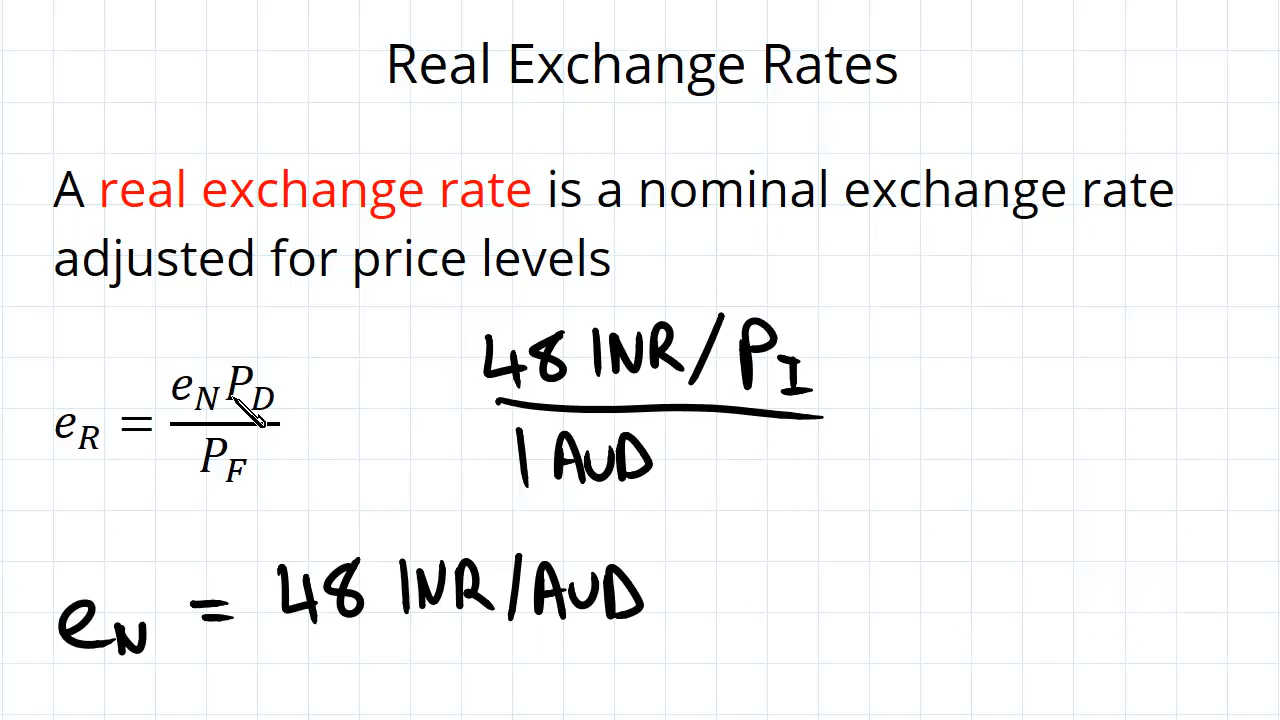 Real Exchange Rates
A real exchange rate is a nominal exchange rate
adjusted for price levels
e_R = e_N P_D / P_F
48 INR / P_I
1 AUD
e_N = 48 INR / AUD